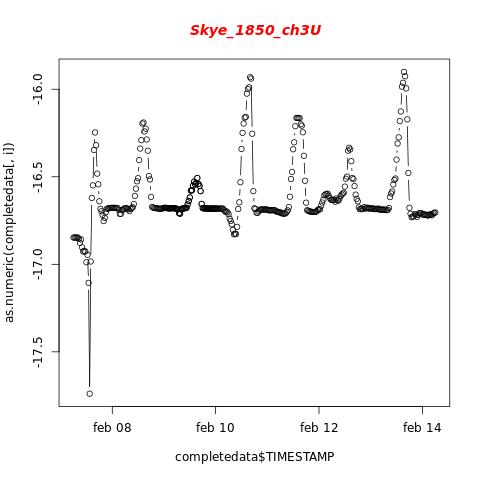 Skye_1850_ch3U
as.numeric(completedata[, i])
-16.0
-16.5
-17.0
-17.5
feb 08
feb 10
feb 12
feb 14
completedata$TIMESTAMP